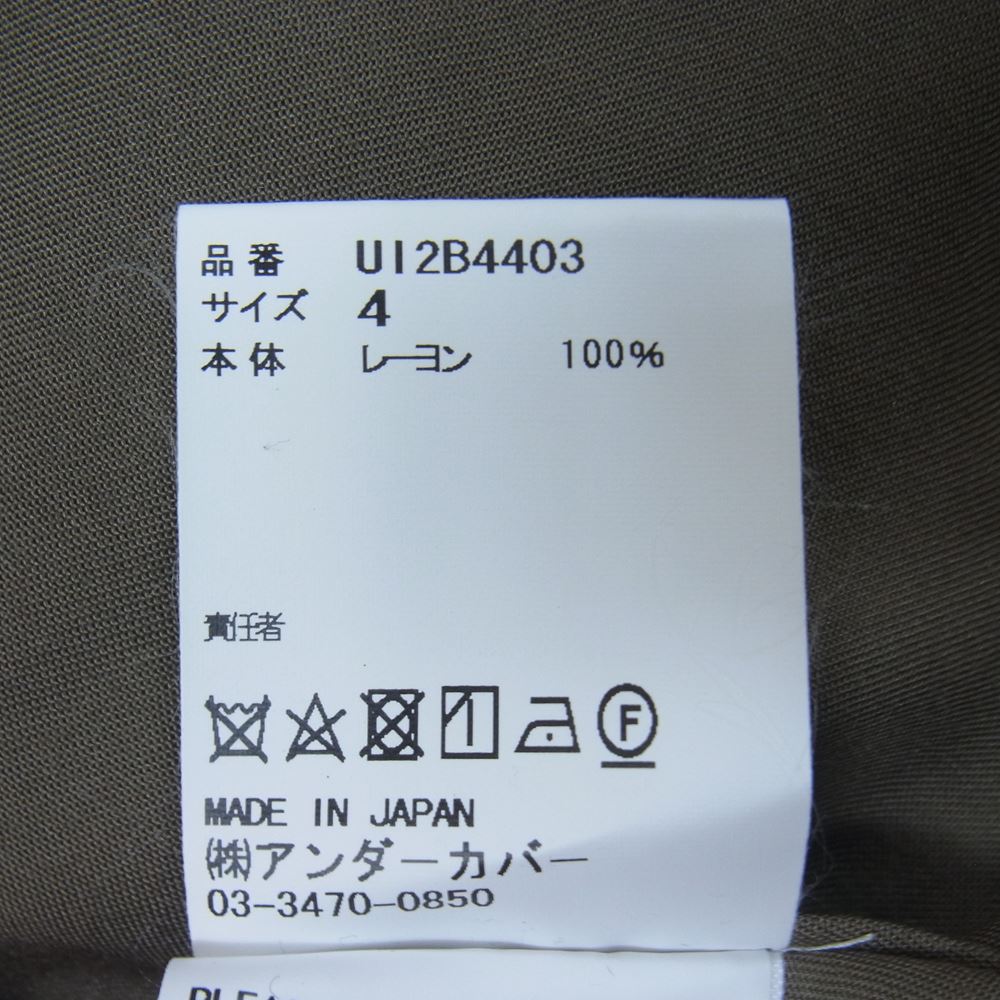 品番 UI2B4403
サイズ 4
本体 レーヨン 100%
責任者
F
MADE IN JAPAN
(株)アンダーカバー
03-3470-0850